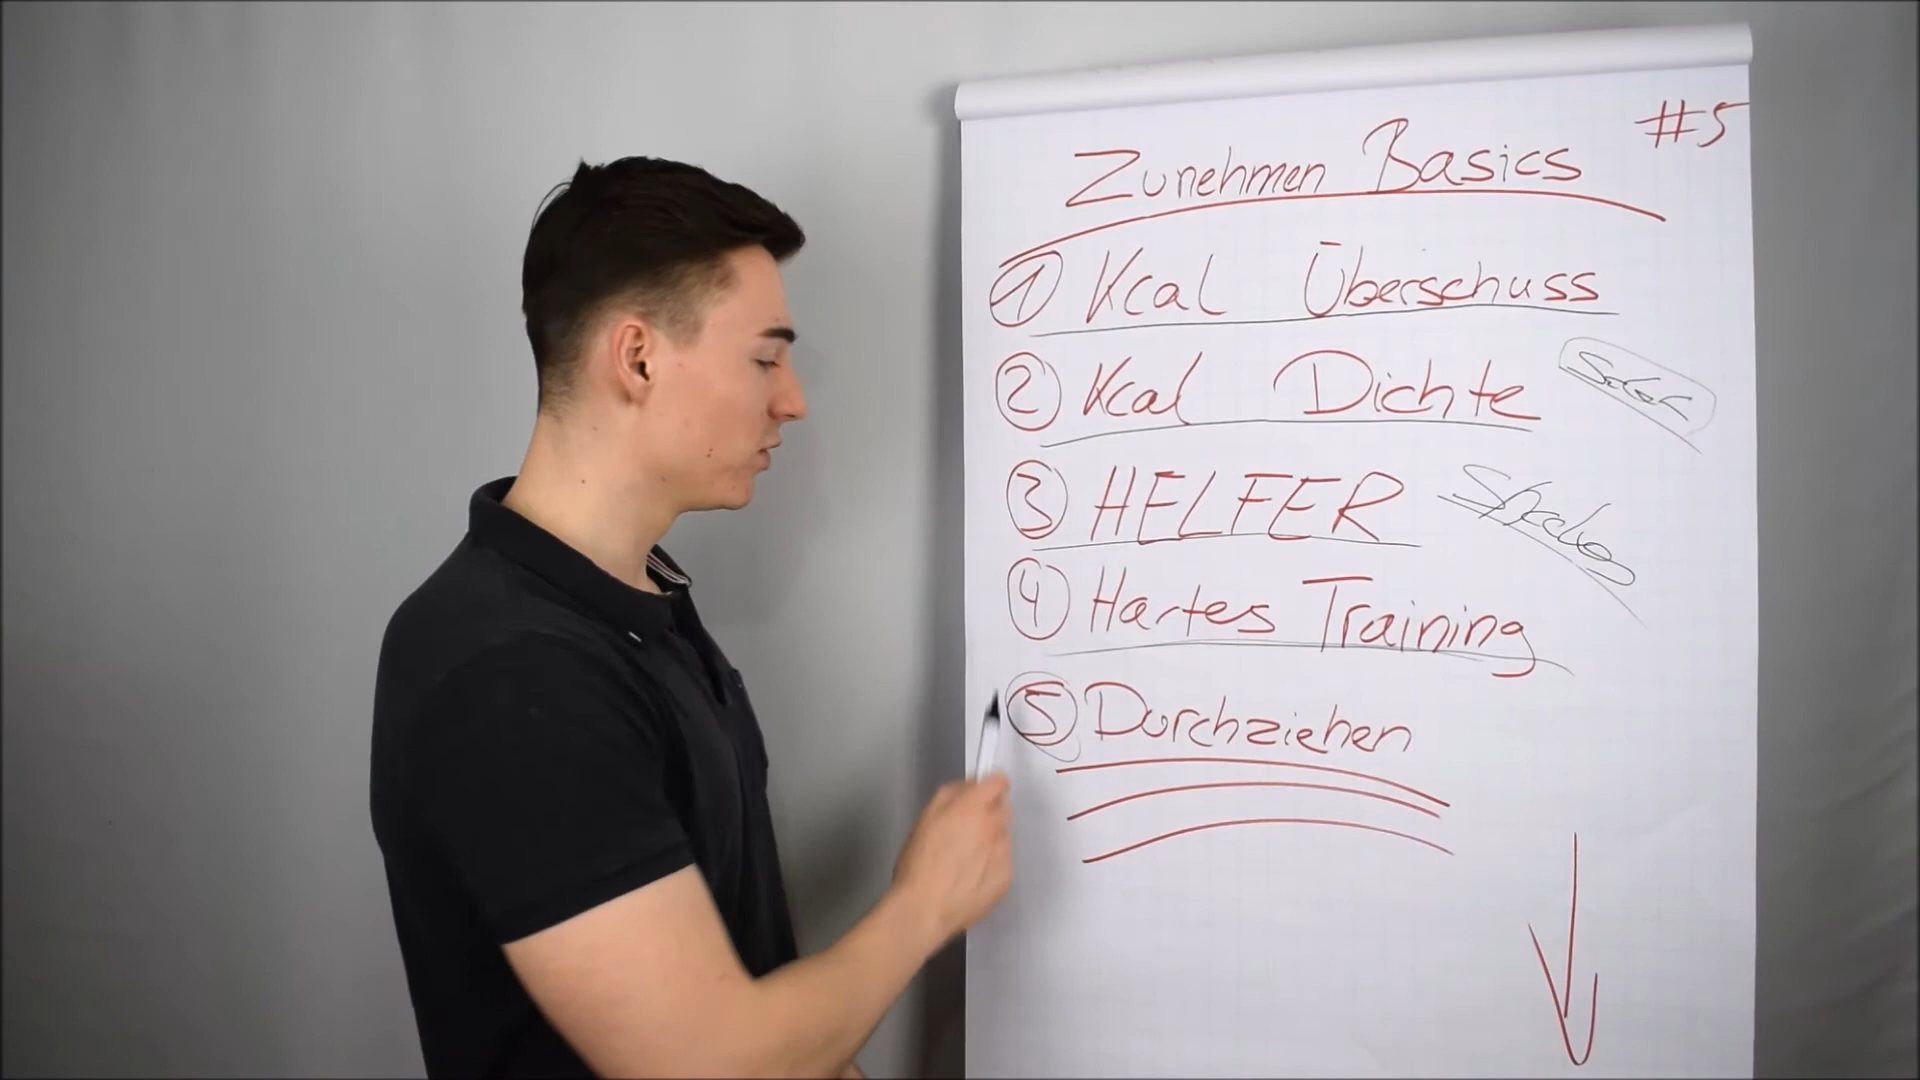 #5
Zunehmen Basics
1 Kcal Überschuss
2 Kcal Dichte
3 HELFER
4 Hartes Training
5 Durchziehen